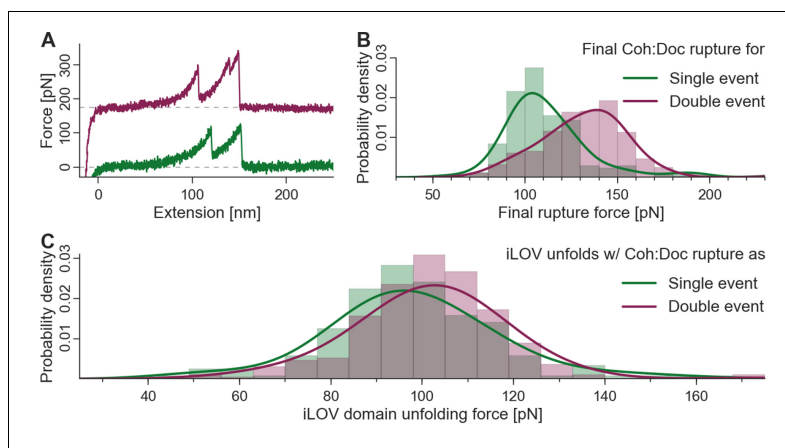 A
Force [pN]
300
200
100
0
0 100 200
Extension [nm]
B
Final Coh:Doc rupture for
Single event
Double event
Probability density
0.03
0.02
0.01
50 100 150 200
Final rupture force [pN]
C
iLOV unfolds w/ Coh:Doc rupture as
Single event
Double event
Probability density
0.03
0.02
0.01
40 60 80 100 120 140 160
iLOV domain unfolding force [pN]